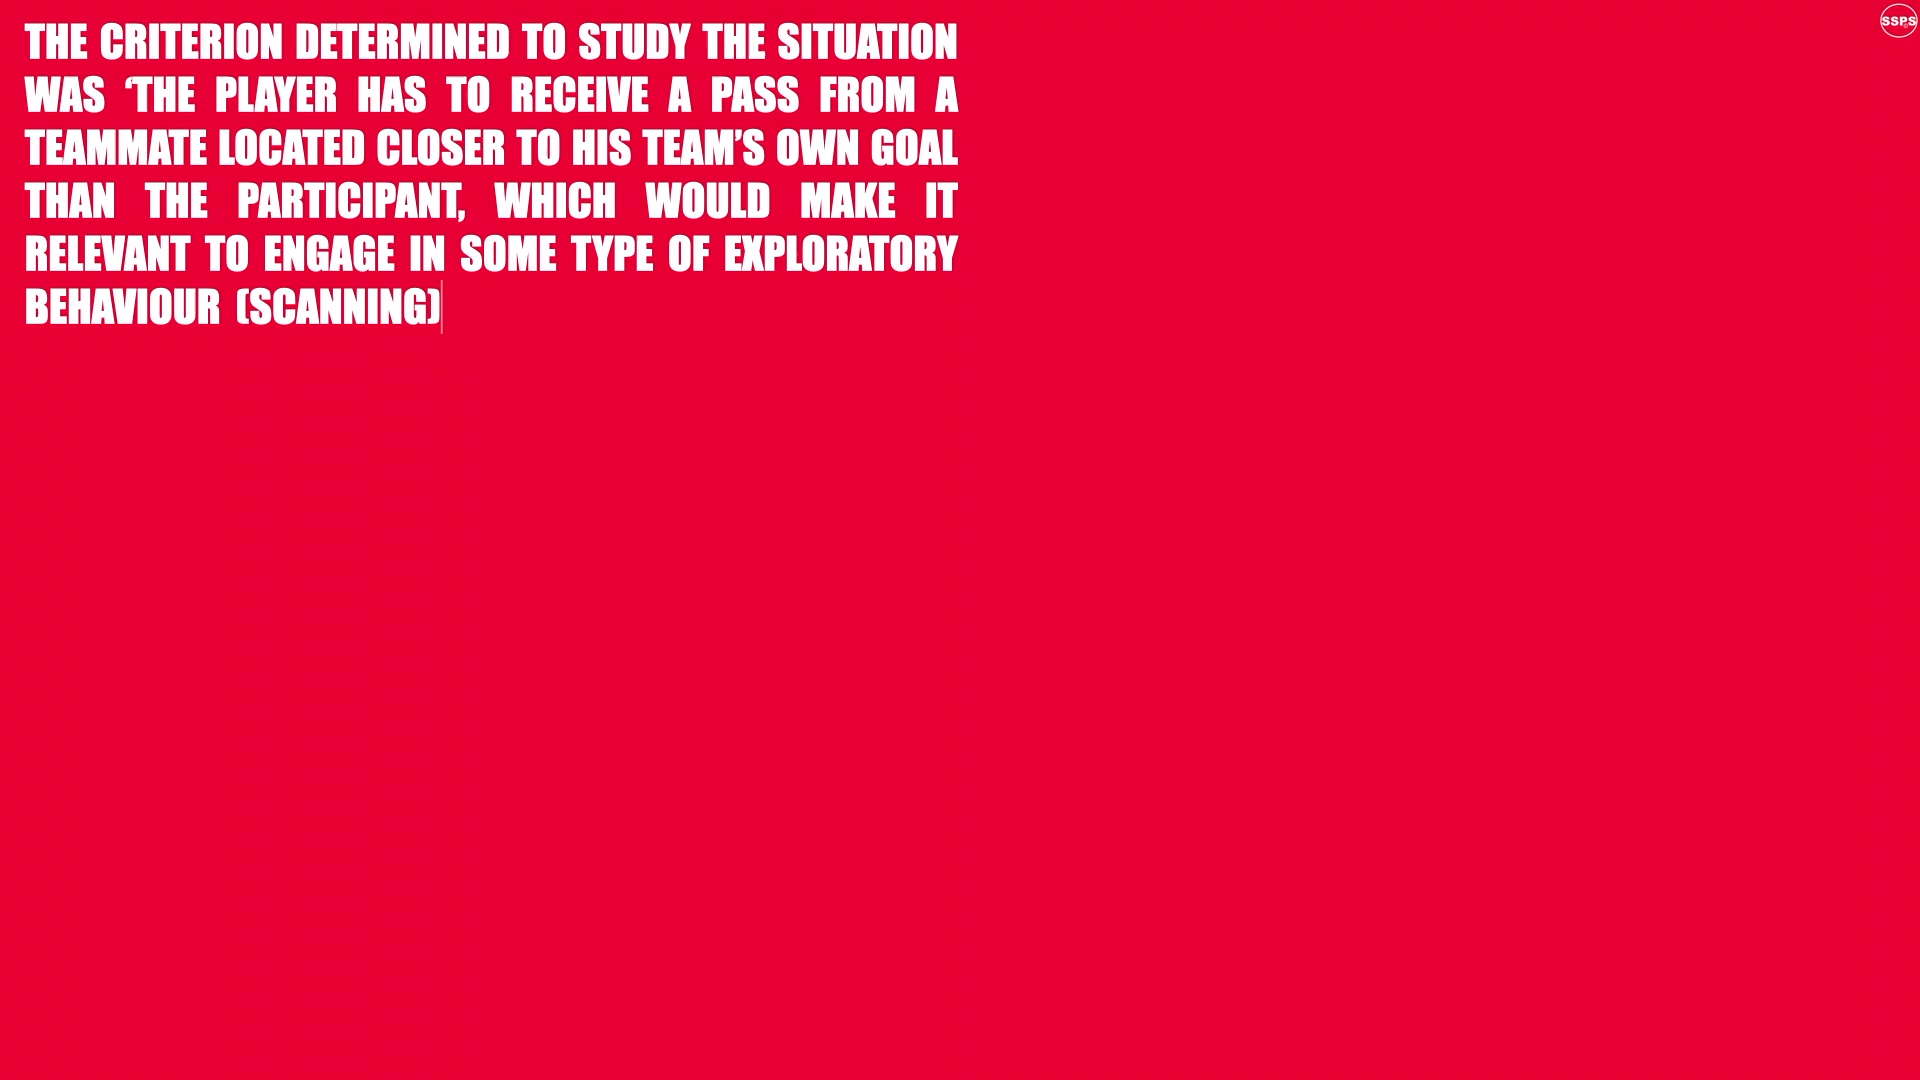 THE CRITERION DETERMINED TO STUDY THE SITUATION
WAS ‘THE PLAYER HAS TO RECEIVE A PASS FROM A
TEAMMATE LOCATED CLOSER TO HIS TEAM’S OWN GOAL
THAN THE PARTICIPANT, WHICH WOULD MAKE IT
RELEVANT TO ENGAGE IN SOME TYPE OF EXPLORATORY
BEHAVIOUR (SCANNING)
SSPS